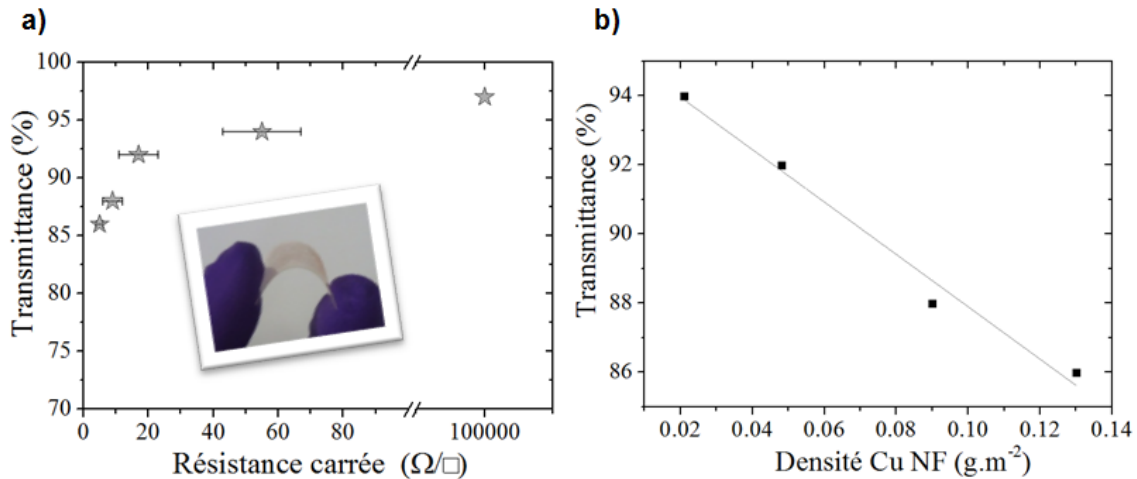 a)
Transmittance (%)
100
95
90
85
80
75
70
0 20 40 60 80 100000
Résistance carrée (Ω/□)
b)
Transmittance (%)
94
92
90
88
86
0.02 0.04 0.06 0.08 0.10 0.12 0.14
Densité Cu NF (g.m⁻²)